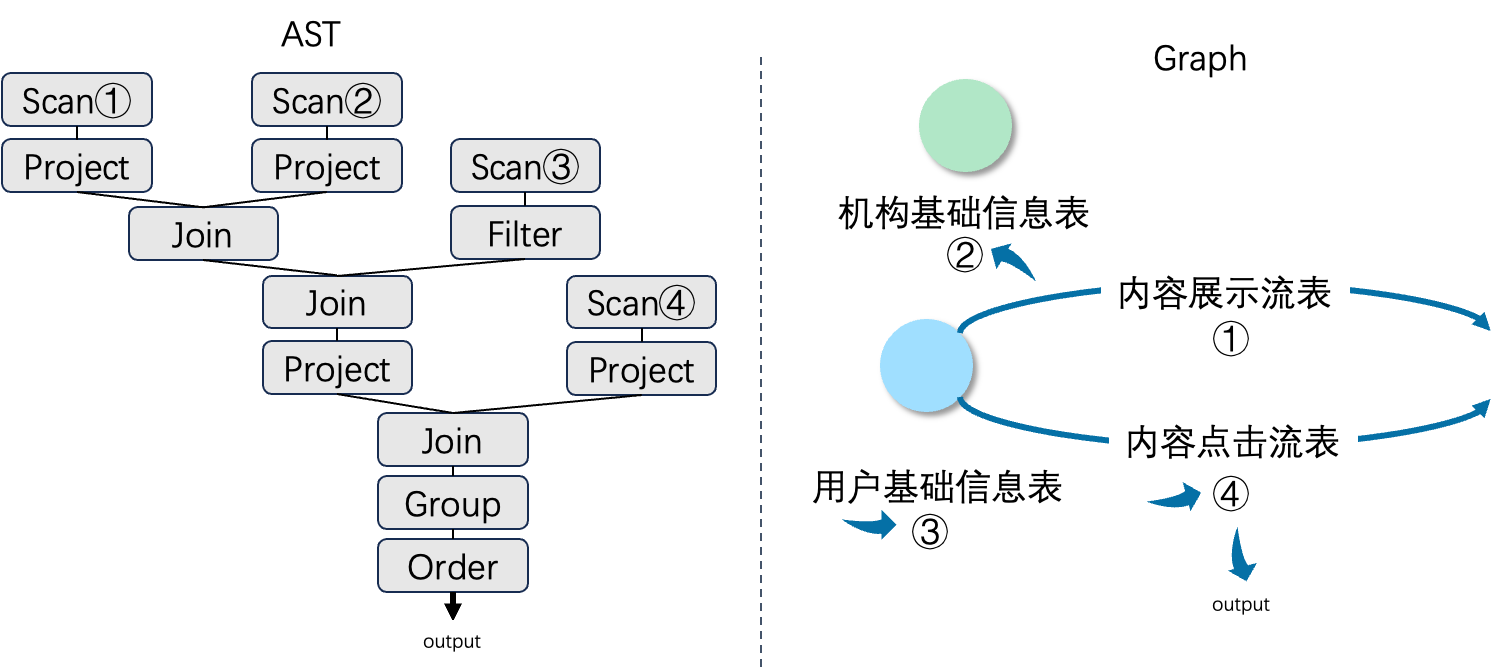 AST
Scan①
Scan②
Project
Project
Scan③
Join
Filter
Join
Scan④
Project
Project
Join
Group
Order
output
Graph
机构基础信息表
②
内容展示流表
①
内容点击流表
④
用户基础信息表
③
output